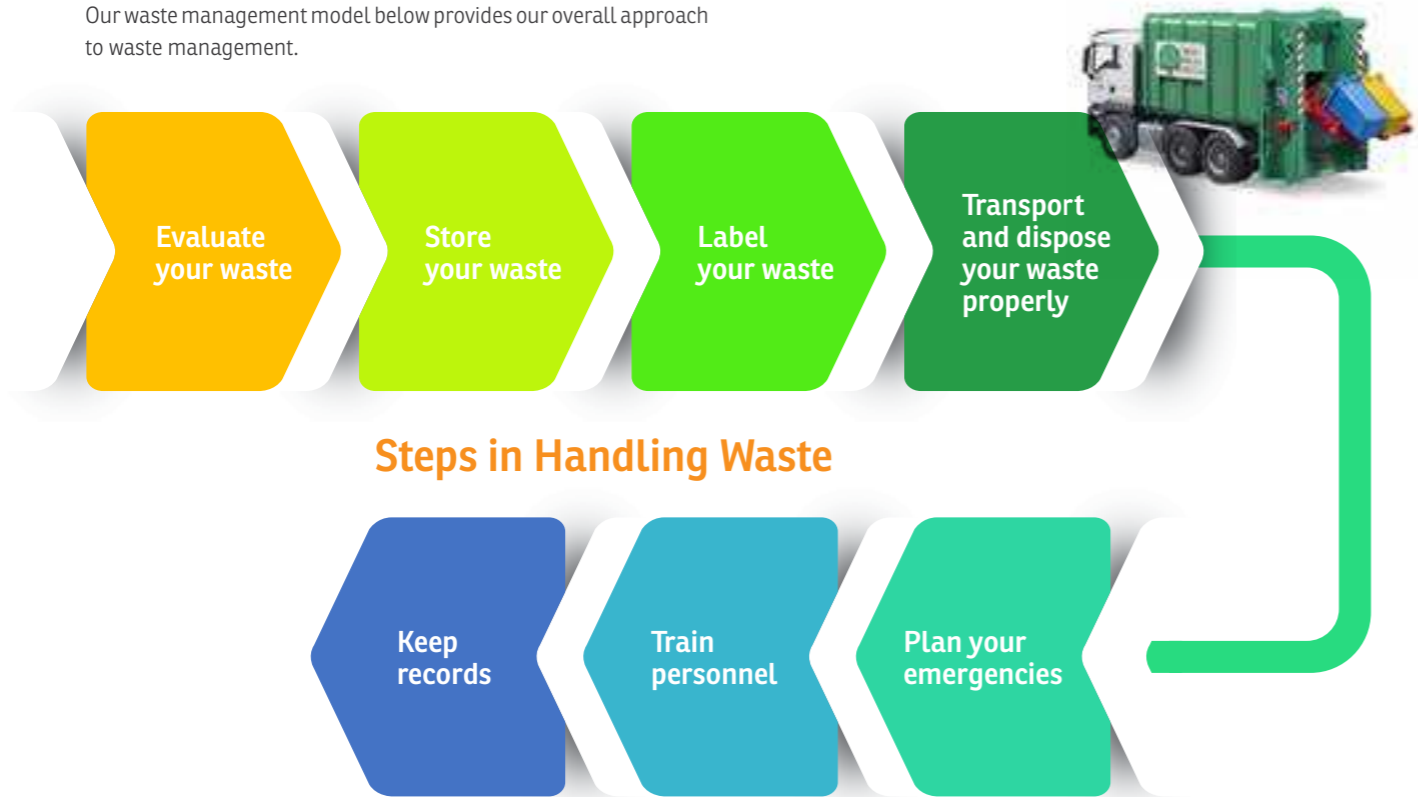 Our waste management model below provides our overall approach
to waste management.
Evaluate
your waste
Store
your waste
Label
your waste
Transport
and dispose
your waste
properly
Steps in Handling Waste
Plan your
emergencies
Train
personnel
Keep
records